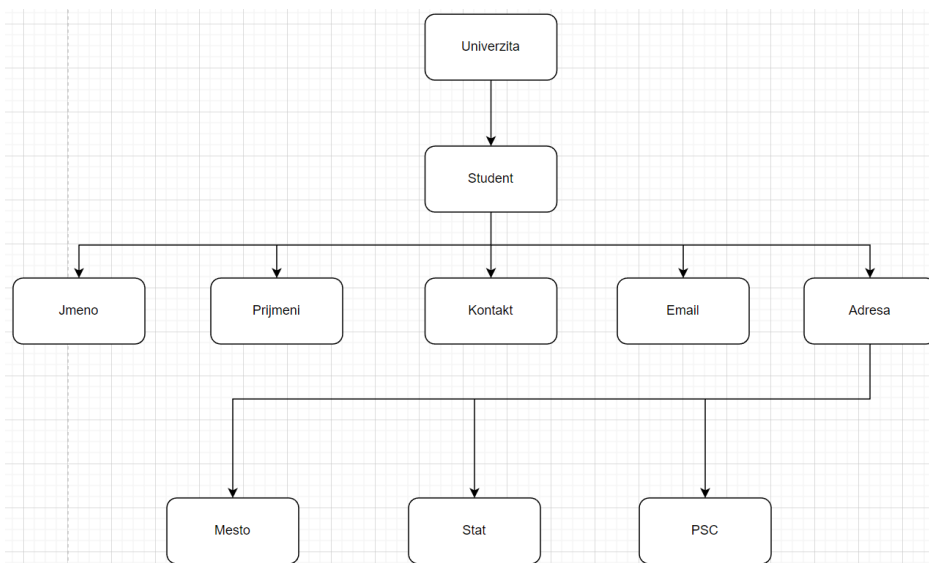 Univerzita
Student
Jmeno
Prijmeni
Kontakt
Email
Adresa
Mesto
Stat
PSC